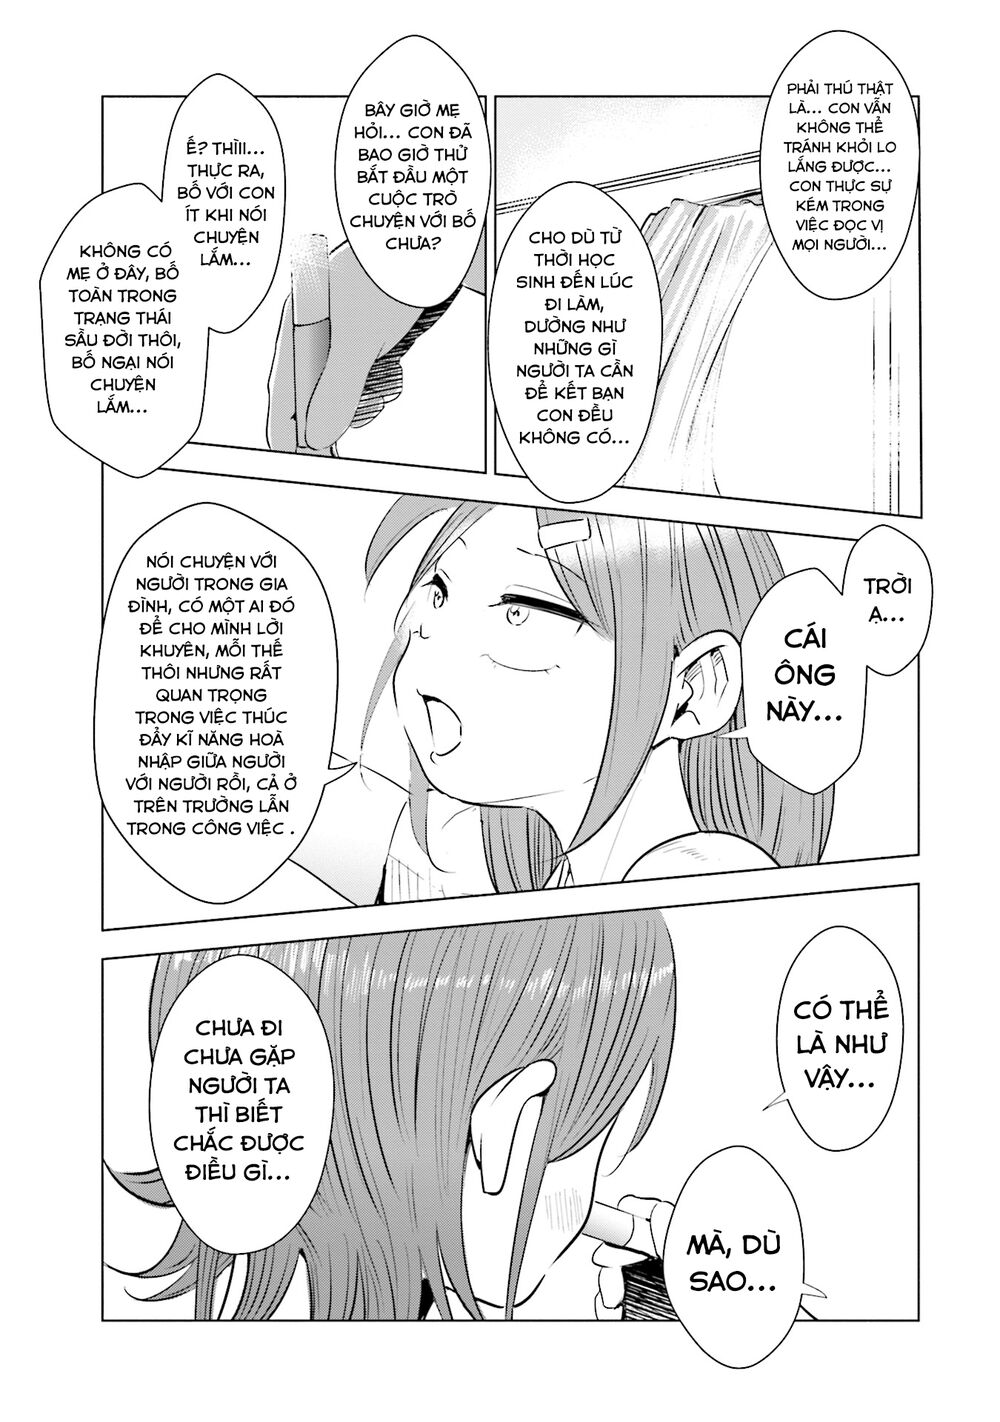 PHẢI THÚ THẬT
LÀ... CON VẪN
KHÔNG THỂ
TRÁNH KHỎI LO
LẮNG ĐƯỢC...
CON THỰC SỰ
KÉM TRONG
VIỆC ĐỌC VỊ
MỌI NGƯỜI...
CHO DÙ TỪ
THỜI HỌC
SINH ĐẾN LÚC
ĐI LÀM,
DƯỜNG NHƯ
NHỮNG GÌ
NGƯỜI TA CẦN
ĐỂ KẾT BẠN
CON ĐỀU
KHÔNG CÓ...
BÂY GIỜ MẸ
HỎI... CON ĐÃ
BAO GIỜ THỬ
BẮT ĐẦU MỘT
CUỘC TRÒ
CHUYỆN VỚI BỐ
CHƯA?
Ế? THÌII...
THỰC RA,
BỐ VỚI CON
ÍT KHI NÓI
CHUYỆN
LẮM...
KHÔNG CÓ
MẸ Ở ĐÂY, BỐ
TOÀN TRONG
TRẠNG THÁI
SẦU ĐỜI THÔI,
BỐ NGẠI NÓI
CHUYỆN
LẮM...
TRỜI
Ạ...
CÁI
ÔNG
NÀY...
NÓI CHUYỆN VỚI
NGƯỜI TRONG GIA
ĐÌNH, CÓ MỘT AI ĐÓ
ĐỂ CHO MÌNH LỜI
KHUYÊN, MỖI THẾ
THÔI NHƯNG RẤT
QUAN TRỌNG
TRONG VIỆC THÚC
ĐẨY KĨ NĂNG HOÀ
NHẬP GIỮA NGƯỜI
VỚI NGƯỜI RỒI, CẢ Ở
TRÊN TRƯỜNG LẪN
TRONG CÔNG VIỆC .
CÓ THỂ
LÀ NHƯ
VẬY...
MÀ, DÙ
SAO...
CHƯA ĐI
CHƯA GẶP
NGƯỜI TA
THÌ BIẾT
CHẮC ĐƯỢC
ĐIỀU GÌ...